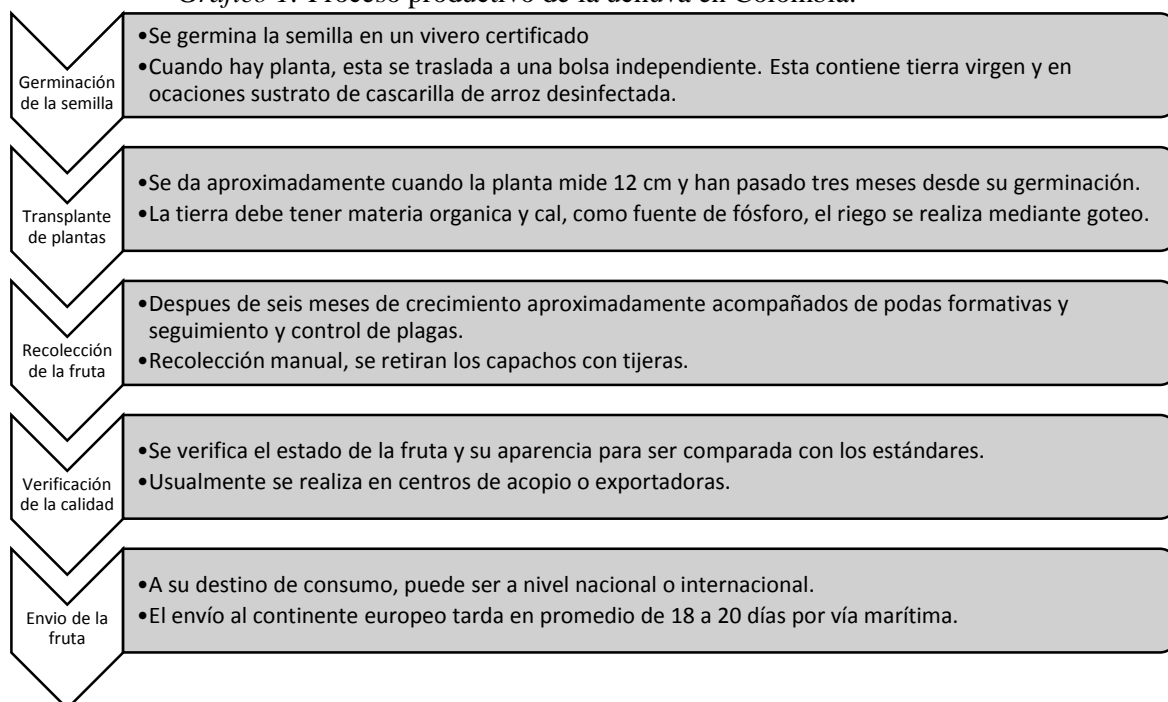 Gráfico 1. Proceso productivo de la uchuva en Colombia.
Germinación
de la semilla
•Se germina la semilla en un vivero certificado
•Cuando hay planta, esta se traslada a una bolsa independiente. Esta contiene tierra virgen y en
ocaciones sustrato de cascarilla de arroz desinfectada.
Transplante
de plantas
•Se da aproximadamente cuando la planta mide 12 cm y han pasado tres meses desde su germinación.
•La tierra debe tener materia organica y cal, como fuente de fósforo, el riego se realiza mediante goteo.
Recolección
de la fruta
•Despues de seis meses de crecimiento aproximadamente acompañados de podas formativas y
seguimiento y control de plagas.
•Recolección manual, se retiran los capachos con tijeras.
Verificación
de la calidad
•Se verifica el estado de la fruta y su aparencia para ser comparada con los estándares.
•Usualmente se realiza en centros de acopio o exportadoras.
Envio de la
fruta
•A su destino de consumo, puede ser a nivel nacional o internacional.
•El envío al continente europeo tarda en promedio de 18 a 20 días por vía marítima.